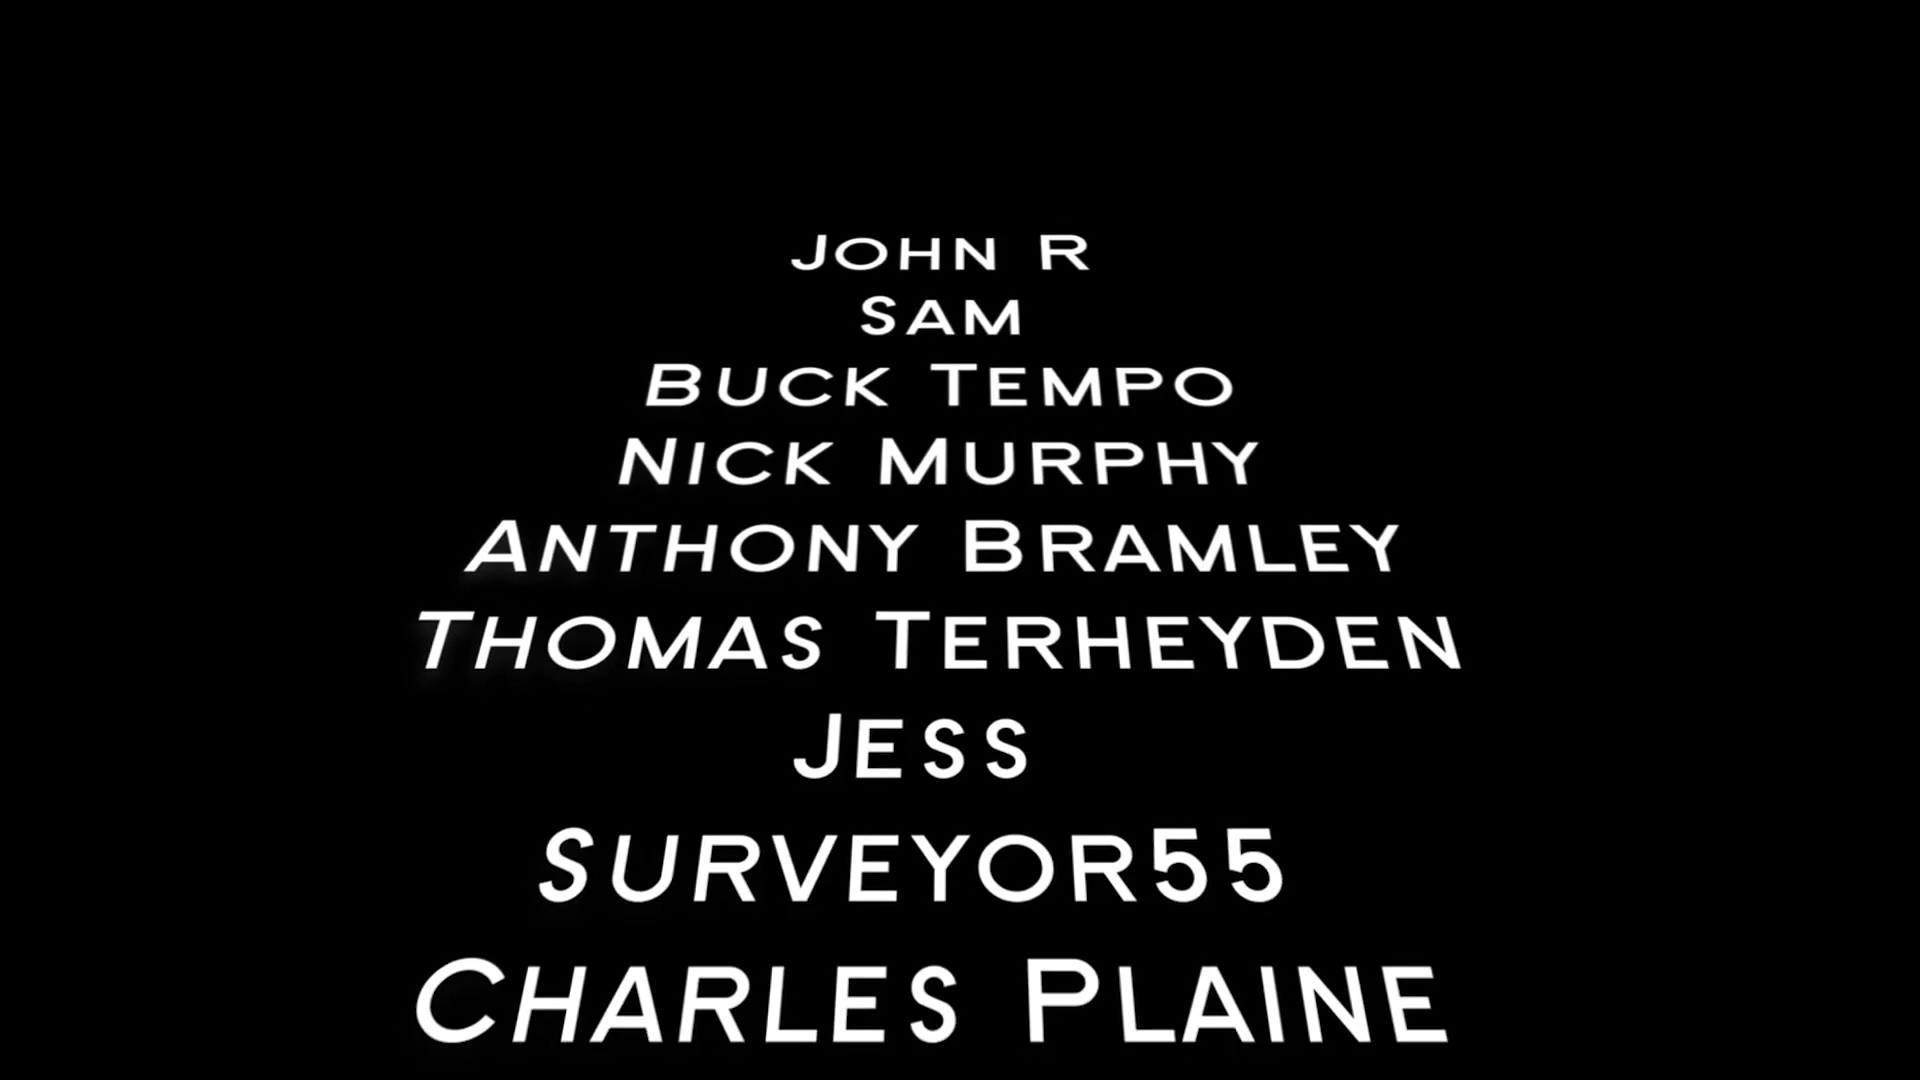 John R
sam
Buck Tempo
Nick Murphy
Anthony Bramley
Thomas Terheyden
Jess
Surveyor55
Charles Plaine